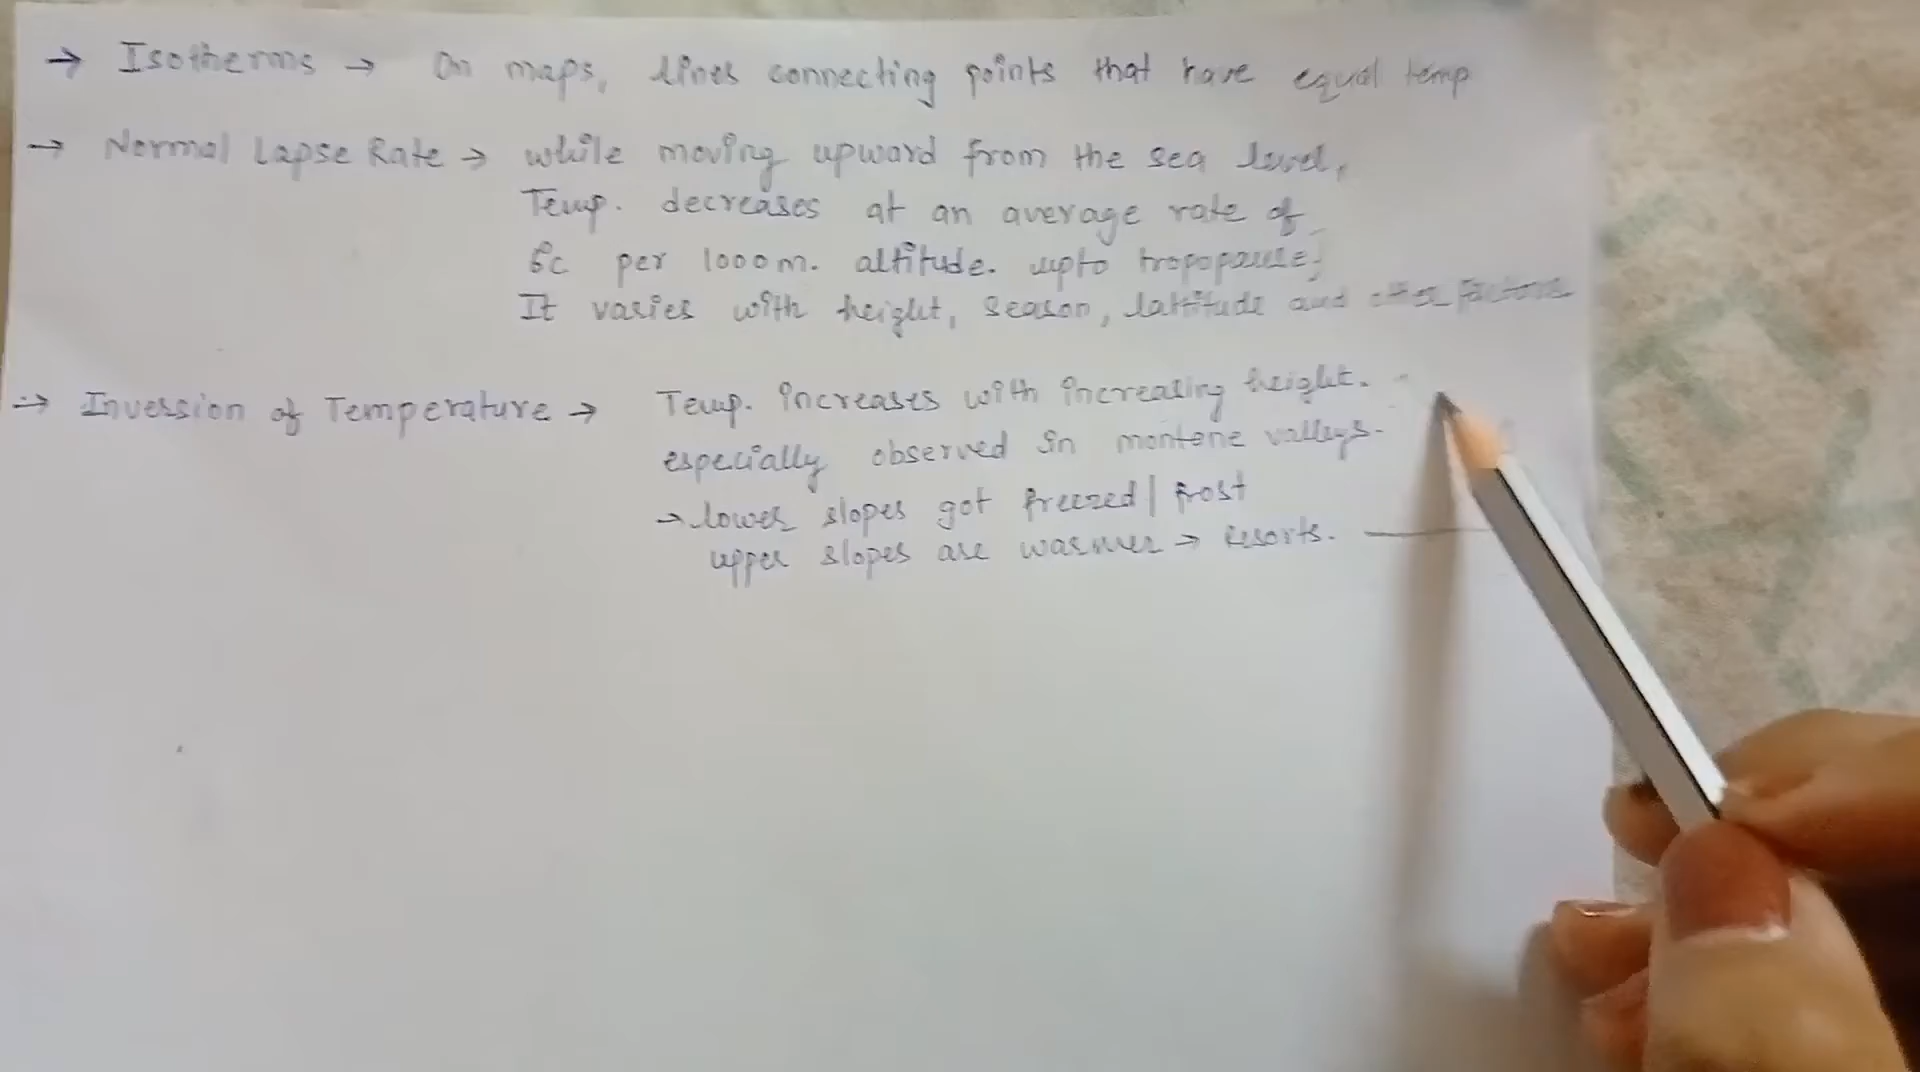 → Isotherms → On maps, lines connecting points that have equal temp
→ Normal Lapse Rate → while moving upward from the sea level,
Temp. decreases at an average rate of
6c per 1000m. altitude. upto tropopause;
It varies with height, season, lattitude and other factors
→ Inversion of Temperature → Temp. increases with increasing height.
especially observed in montene valleys.
→ lower slopes got freezed/frost
upper slopes are warmer → resorts.